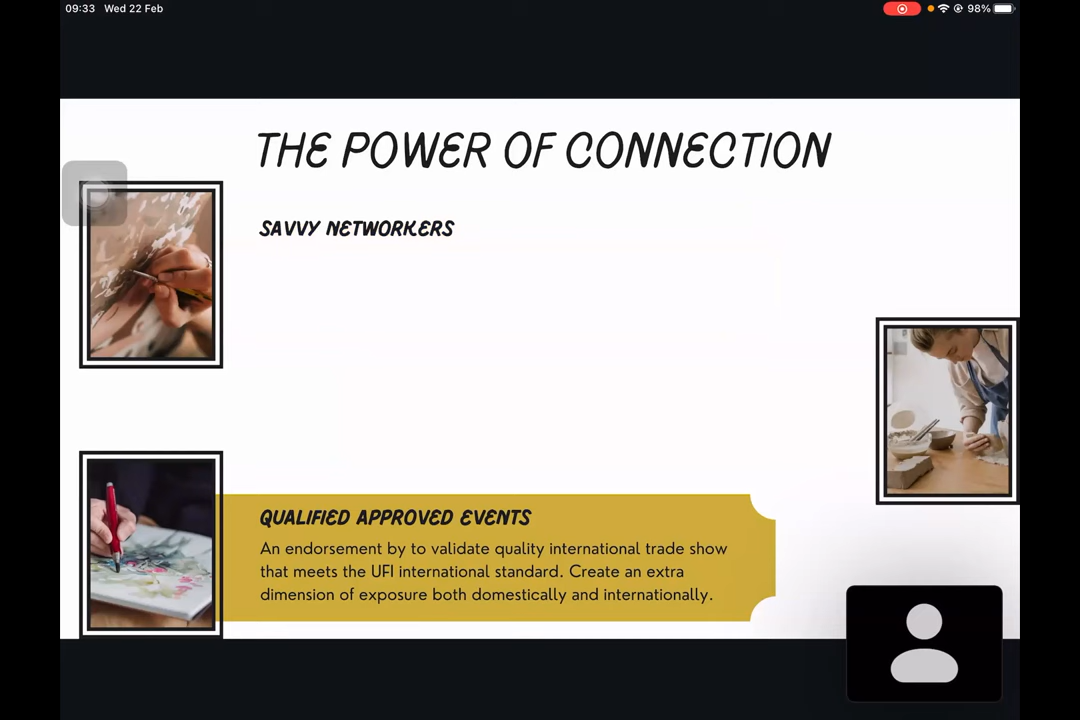 09:33 Wed 22 Feb
98%
THE POWER OF CONNECTION
SAVVY NETWORKERS
QUALIFIED APPROVED EVENTS
An endorsement by to validate quality international trade show
that meets the UFI international standard. Create an extra
dimension of exposure both domestically and internationally.